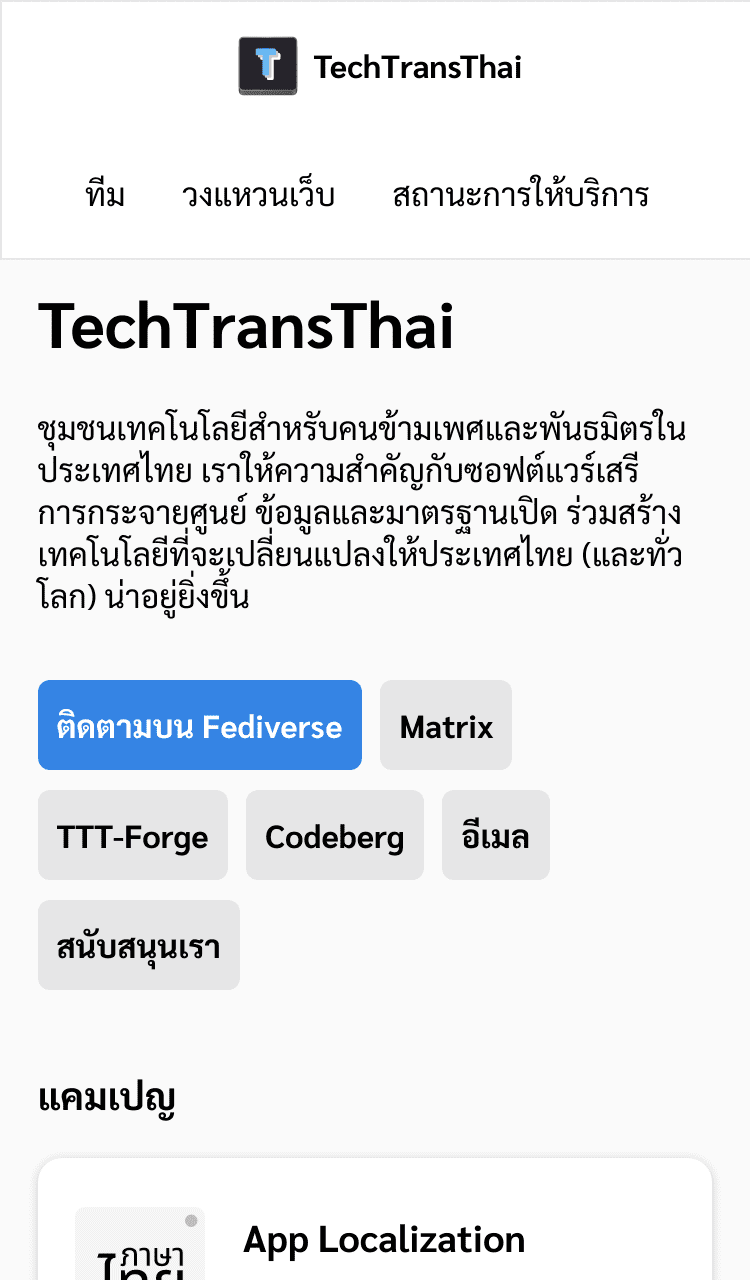 TechTransThai
ทีม วงแหวนเว็บ สถานะการให้บริการ
TechTransThai
ชุมชนเทคโนโลยีสำหรับคนข้ามเพศและพันธมิตรใน
ประเทศไทย เราให้ความสำคัญกับซอฟต์แวร์เสรี
การกระจายศูนย์ ข้อมูลและมาตรฐานเปิด ร่วมสร้าง
เทคโนโลยีที่จะเปลี่ยนแปลงให้ประเทศไทย (และทั่ว
โลก) น่าอยู่ยิ่งขึ้น
ติดตามบน Fediverse Matrix
TTT-Forge Codeberg อีเมล
สนับสนุนเรา
แคมเปญ
App Localization
ภาษา
ไทย